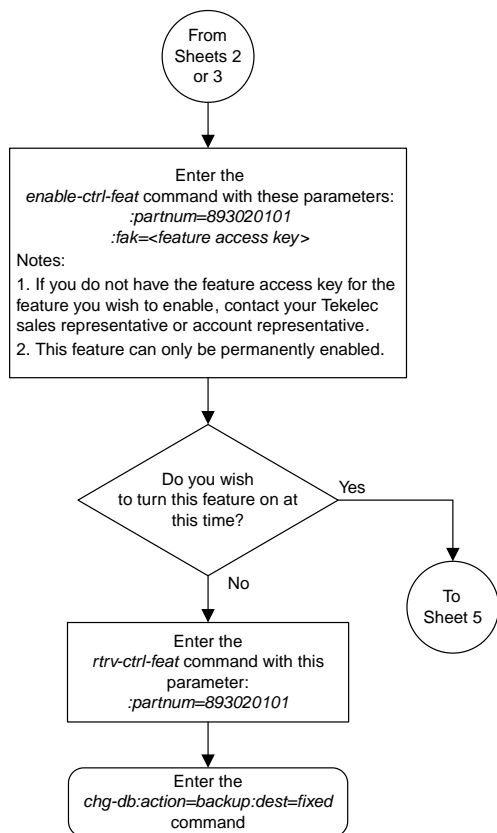 From
Sheets 2
or 3
Enter the
enable-ctrl-feat command with these parameters:
:partnum=893020101
:fak=<feature access key>
Notes:
1. If you do not have the feature access key for the
feature you wish to enable, contact your Tekelec
sales representative or account representative.
2. This feature can only be permanently enabled.
Do you wish
to turn this feature on at
this time?
Yes
No
To
Sheet 5
Enter the
rtrv-ctrl-feat command with this
parameter:
:partnum=893020101
Enter the
chg-db:action=backup:dest=fixed
command